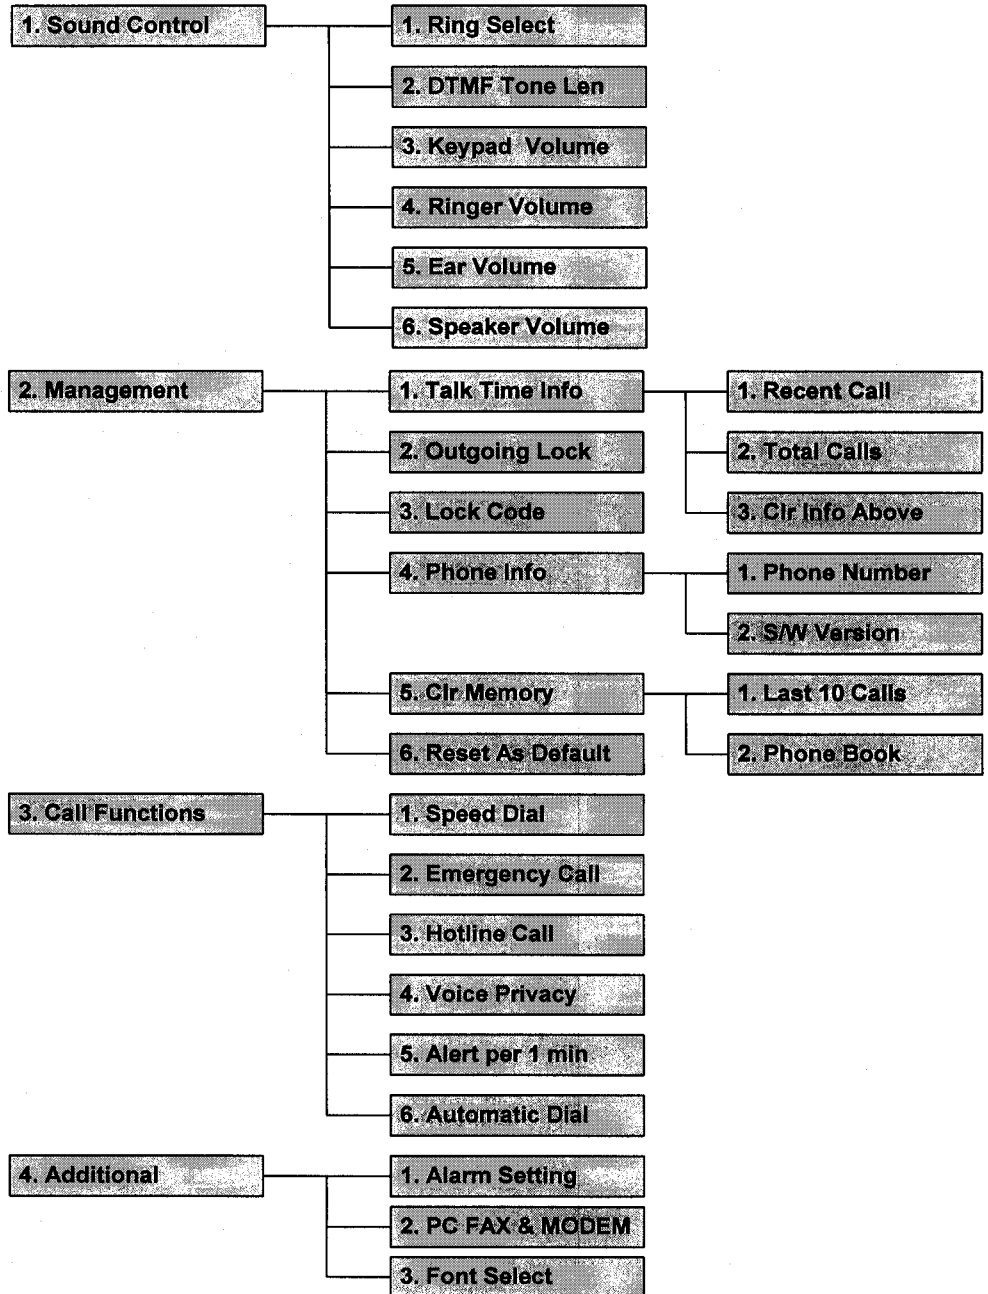 1. Sound Control
1. Ring Select
2. DTMF Tone Len
3. Keypad Volume
4. Ringer Volume
5. Ear Volume
6. Speaker Volume
2. Management
1. Talk Time Info
1. Recent Call
2. Total Calls
3. Clr Info Above
2. Outgoing Lock
3. Lock Code
4. Phone Info
1. Phone Number
2. S/W Version
5. Clr Memory
1. Last 10 Calls
2. Phone Book
6. Reset As Default
3. Call Functions
1. Speed Dial
2. Emergency Call
3. Hotline Call
4. Voice Privacy
5. Alert per 1 min
6. Automatic Dial
4. Additional
1. Alarm Setting
2. PC FAX & MODEM
3. Font Select